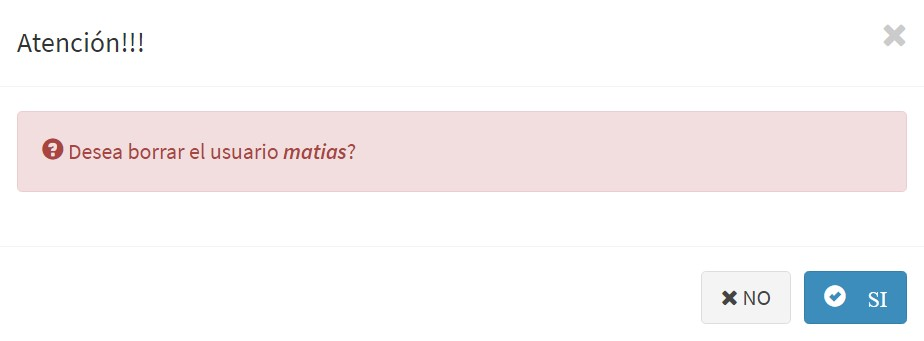 Atención!!!
Desea borrar el usuario matias?
NO
SI